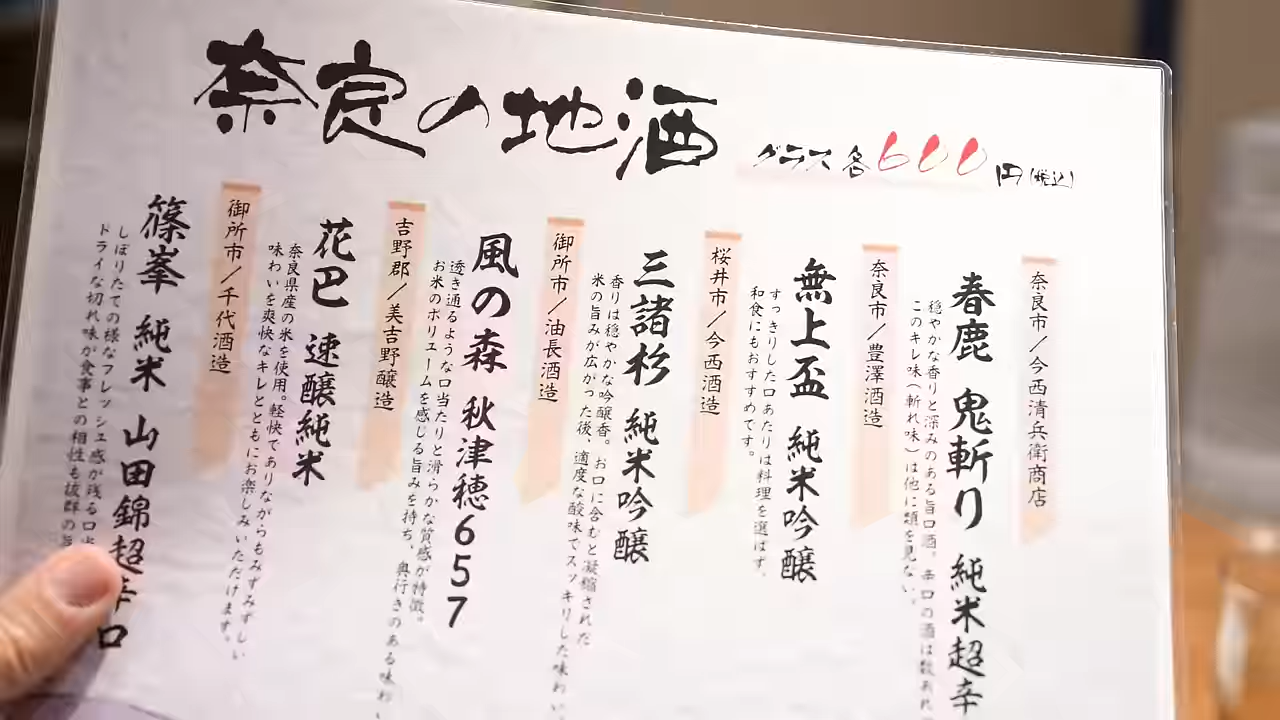 奈良の地酒
グラス各600円(税込)
奈良市/今西清兵衛商店
春鹿 鬼斬り 純米超辛
穏やかな香りと深みのある旨口酒。辛口の酒は数あれ
このキレ味(斬れ味)は他に類を見ない。
奈良市/豊澤酒造
無上盃 純米吟醸
すっきりした口あたりは料理を選ばず、
和食にもおすすめです。
桜井市/今西酒造
三諸杉 純米吟醸
香りは穏やかな吟醸香。お口に含むと凝縮された
米の旨みが広がった後、適度な酸味でスッキリした味わい
御所市/油長酒造
風の森 秋津穂657
透き通るような口当たりと滑らかな質感が特徴。
お米のボリュームを感じる旨みを持ち、奥行きのある味わい
吉野郡/美吉野醸造
花巴 速醸純米
奈良県産の米を使用。軽快でありながらもみずみずしい
味わいを爽快なキレとともにお楽しみいただけます。
御所市/千代酒造
篠峯 純米 山田錦超辛口
しぼりたての様なフレッシュ感が残る口当
ドライな切れ味が食事との相性も抜群の旨